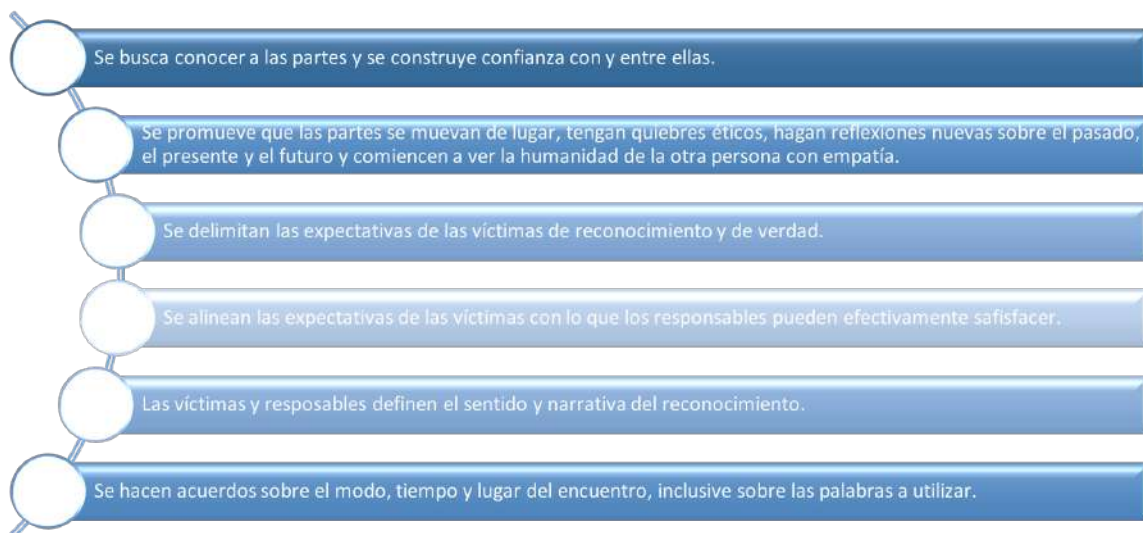 Se busca conocer a las partes y se construye confianza con y entre ellas.
Se promueve que las partes se muevan de lugar, tengan quiebres éticos, hagan reflexiones nuevas sobre el pasado,
el presente y el futuro y comiencen a ver la humanidad de la otra persona con empatía.
Se delimitan las expectativas de las víctimas de reconocimiento y de verdad.
Se alinean las expectativas de las víctimas con lo que los responsables pueden efectivamente safisfacer.
Las víctimas y resposables definen el sentido y narrativa del reconocimiento.
Se hacen acuerdos sobre el modo, tiempo y lugar del encuentro, inclusive sobre las palabras a utilizar.